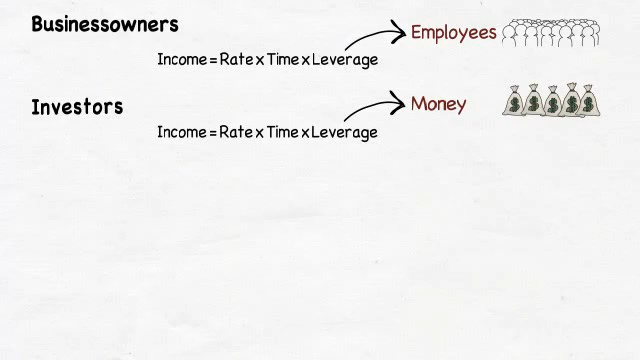 Businessowners
Income = Rate x Time x Leverage
Employees
Investors
Income = Rate x Time x Leverage
Money
$ $ $ $ $